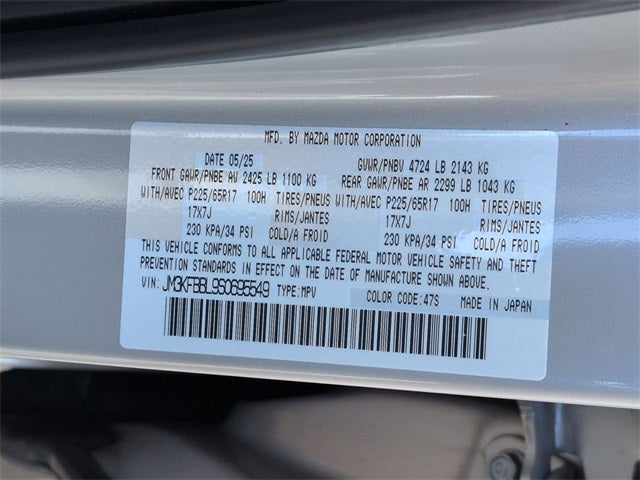 MFD. BY MAZDA MOTOR CORPORATION
DATE 05/25 GVWR/PNBV 4724 LB 2143 KG
FRONT GAWR/PNBE AV 2425 LB 1100 KG REAR GAWR/PNBE AR 2299 LB 1043 KG
WITH/AVEC P225/65R17 100H TIRES/PNEUS WITH/AVEC P225/65R17 100H TIRES/PNEUS
17X7J RIMS/JANTES 17X7J RIMS/JANTES
230 KPA/34 PSI COLD/A FROID 230 KPA/34 PSI COLD/A FROID
THIS VEHICLE CONFORMS TO ALL APPLICABLE FEDERAL MOTOR VEHICLE SAFETY AND THEFT
PREVENTION STANDARDS IN EFFECT ON THE DATE OF MANUFACTURE SHOWN ABOVE.
VIN: JM3KFBBL9S0695549 TYPE:MPV COLOR CODE:47S MADE IN JAPAN